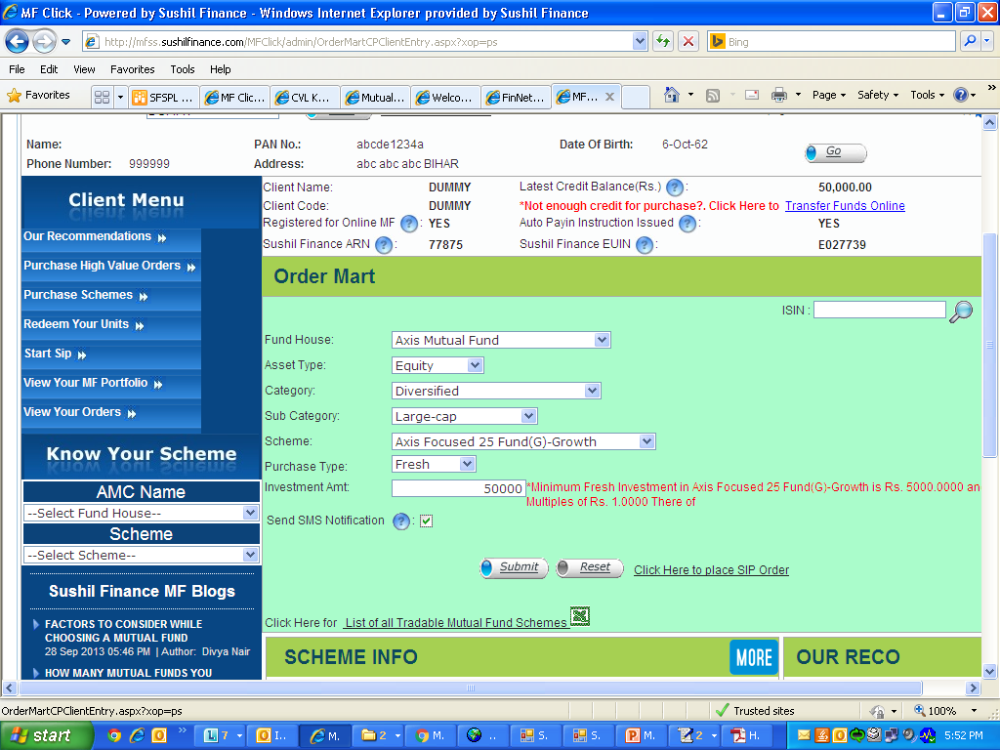 MF Click - Powered by Sushil Finance - Windows Internet Explorer provided by Sushil Finance
http://mfss.sushilfinance.com/MFClick/admin/OrderMartCPClientEntry.aspx?xop=ps
Bing
File Edit View Favorites Tools Help
Favorites SFSPL ... MF Clic... CVL K... Mutual... Welco... FinNet... MF... Page Safety Tools
Name: PAN No.: abcde1234a Date Of Birth: 6-Oct-62
Go
Phone Number: 999999 Address: abc abc abc BIHAR
Client Menu
Our Recommendations
Purchase High Value Orders
Purchase Schemes
Redeem Your Units
Start Sip
View Your MF Portfolio
View Your Orders
Know Your Scheme
AMC Name
--Select Fund House--
Scheme
--Select Scheme--
Sushil Finance MF Blogs
FACTORS TO CONSIDER WHILE
CHOOSING A MUTUAL FUND
28 Sep 2013 05:46 PM | Author: Divya Nair
HOW MANY MUTUAL FUNDS YOU
Client Name: DUMMY Latest Credit Balance(Rs.) ? : 50,000.00
Client Code: DUMMY *Not enough credit for purchase?. Click Here to Transfer Funds Online
Registered for Online MF ? : YES Auto Payin Instruction Issued ? : YES
Sushil Finance ARN ? : 77875 Sushil Finance EUIN ? : E027739
Order Mart
ISIN :
Fund House: Axis Mutual Fund
Asset Type: Equity
Category: Diversified
Sub Category: Large-cap
Scheme: Axis Focused 25 Fund(G)-Growth
Purchase Type: Fresh
Investment Amt: 50000 *Minimum Fresh Investment in Axis Focused 25 Fund(G)-Growth is Rs. 5000.0000 an
Multiples of Rs. 1.0000 There of
Send SMS Notification ? :
Submit Reset Click Here to place SIP Order
Click Here for List of all Tradable Mutual Fund Schemes
SCHEME INFO MORE OUR RECO
OrderMartCPClientEntry.aspx?xop=ps Trusted sites 100%
start 7 I... M. 2 M. .. S. S. M. 2 H. 5:52 PM